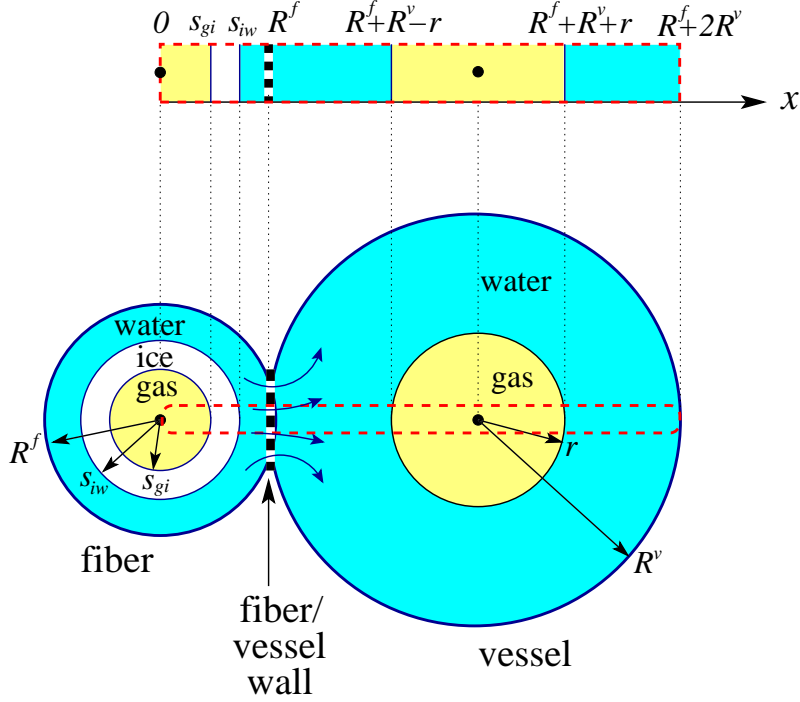 0 s_gi s_iw R^f R^f+R^v−r R^f+R^v+r R^f+2R^v
x
water
water
ice
gas
gas
R^f
s_iw
s_gi
r
R^v
fiber
fiber/
vessel
wall
vessel